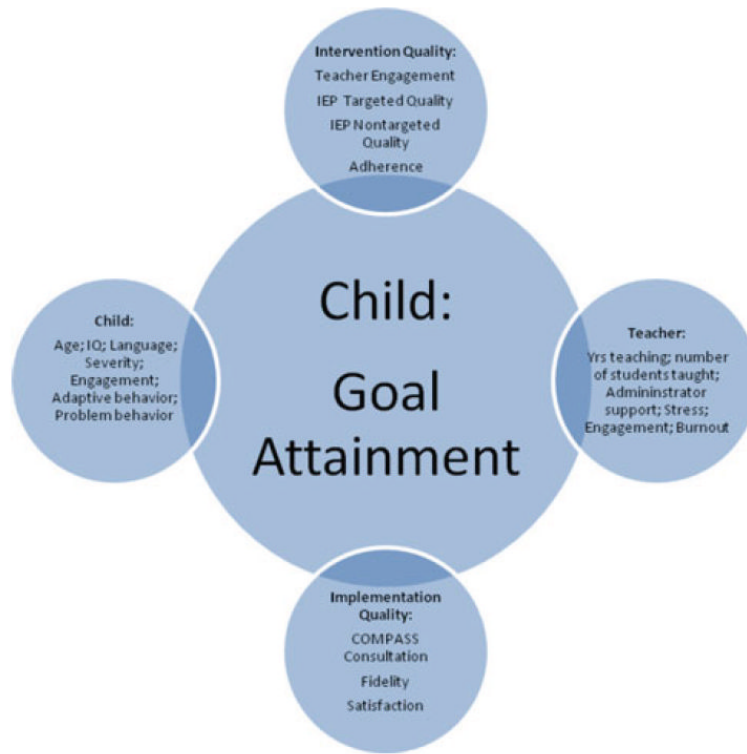 Intervention Quality:
Teacher Engagement
IEP Targeted Quality
IEP Nontargeted
Quality
Adherence
Child:
Goal
Attainment
Child:
Age; IQ; Language;
Severity;
Engagement;
Adaptive behavior;
Problem behavior
Teacher:
Yrs teaching; number
of students taught;
Admininstrator
support; Stress;
Engagement; Burnout
Implementation
Quality:
COMPASS
Consultation
Fidelity
Satisfaction